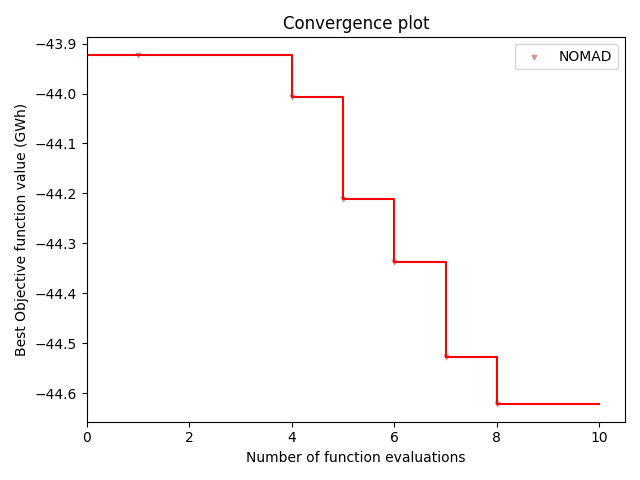 Convergence plot
NOMAD
Best Objective function value (GWh)
−43.9
−44.0
−44.1
−44.2
−44.3
−44.4
−44.5
−44.6
0 2 4 6 8 10
Number of function evaluations